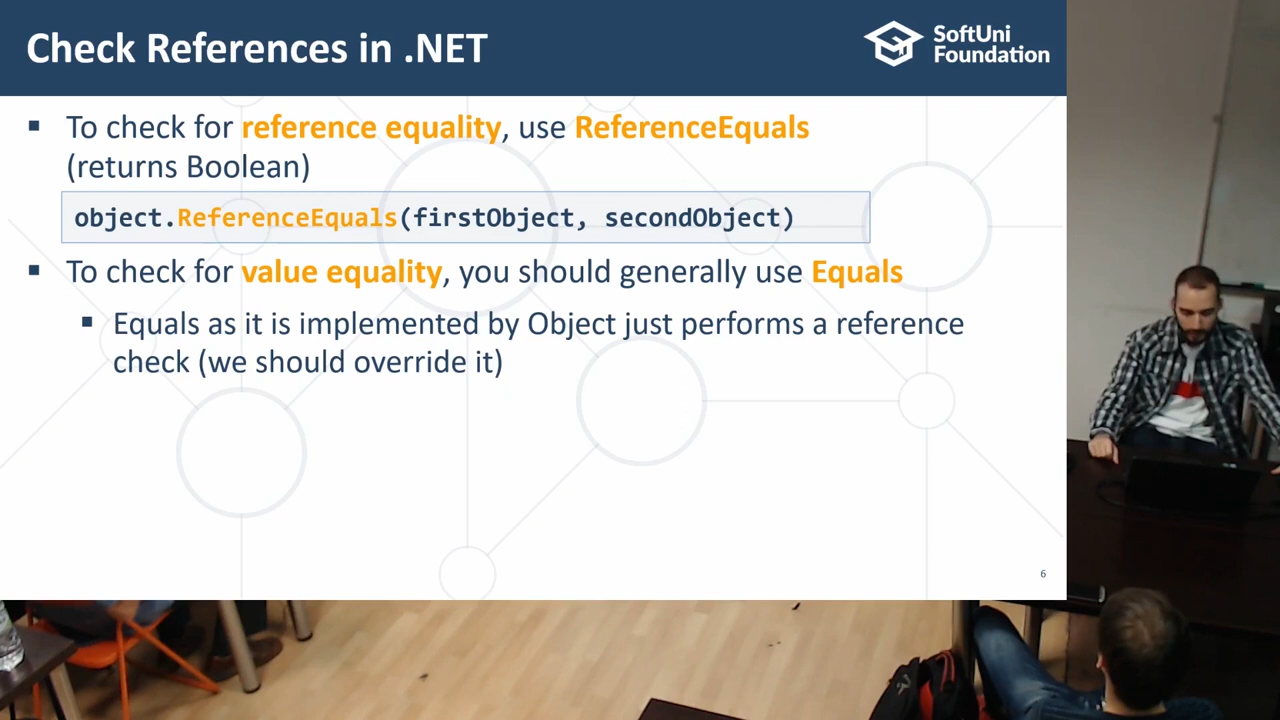 Check References in .NET
SoftUni
Foundation
▪ To check for reference equality, use ReferenceEquals
(returns Boolean)
object.ReferenceEquals(firstObject, secondObject)
▪ To check for value equality, you should generally use Equals
▪ Equals as it is implemented by Object just performs a reference
check (we should override it)
6